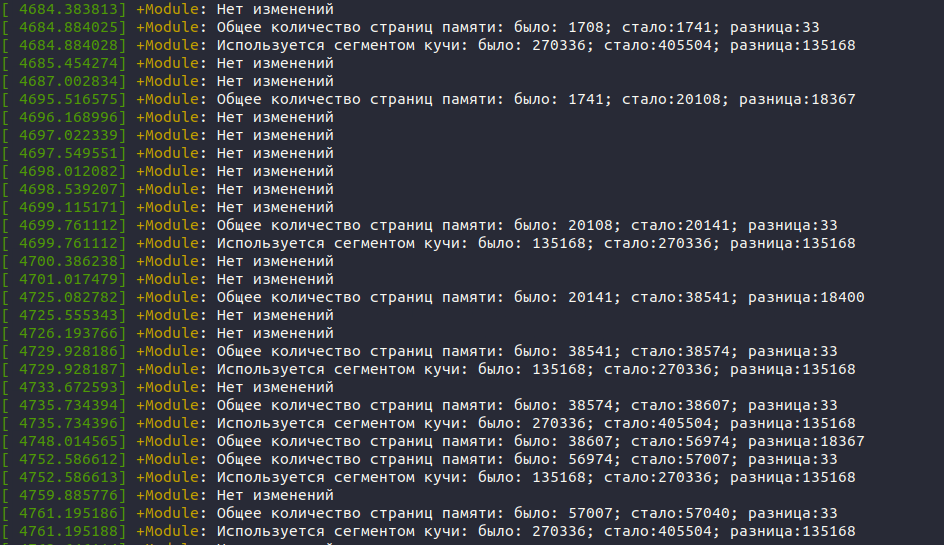 [ 4684.383813] +Module: Нет изменений
[ 4684.884025] +Module: Общее количество страниц памяти: было: 1708; стало:1741; разница:33
[ 4684.884028] +Module: Используется сегментом кучи: было: 270336; стало:405504; разница:135168
[ 4685.454274] +Module: Нет изменений
[ 4687.002834] +Module: Нет изменений
[ 4695.516575] +Module: Общее количество страниц памяти: было: 1741; стало:20108; разница:18367
[ 4696.168996] +Module: Нет изменений
[ 4697.022339] +Module: Нет изменений
[ 4697.549551] +Module: Нет изменений
[ 4698.012082] +Module: Нет изменений
[ 4698.539207] +Module: Нет изменений
[ 4699.115171] +Module: Нет изменений
[ 4699.761112] +Module: Общее количество страниц памяти: было: 20108; стало:20141; разница:33
[ 4699.761112] +Module: Используется сегментом кучи: было: 135168; стало:270336; разница:135168
[ 4700.386238] +Module: Нет изменений
[ 4701.017479] +Module: Нет изменений
[ 4725.082782] +Module: Общее количество страниц памяти: было: 20141; стало:38541; разница:18400
[ 4725.555343] +Module: Нет изменений
[ 4726.193766] +Module: Нет изменений
[ 4729.928186] +Module: Общее количество страниц памяти: было: 38541; стало:38574; разница:33
[ 4729.928187] +Module: Используется сегментом кучи: было: 135168; стало:270336; разница:135168
[ 4733.672593] +Module: Нет изменений
[ 4735.734394] +Module: Общее количество страниц памяти: было: 38574; стало:38607; разница:33
[ 4735.734396] +Module: Используется сегментом кучи: было: 270336; стало:405504; разница:135168
[ 4748.014565] +Module: Общее количество страниц памяти: было: 38607; стало:56974; разница:18367
[ 4752.586612] +Module: Общее количество страниц памяти: было: 56974; стало:57007; разница:33
[ 4752.586613] +Module: Используется сегментом кучи: было: 135168; стало:270336; разница:135168
[ 4759.885776] +Module: Нет изменений
[ 4761.195186] +Module: Общее количество страниц памяти: было: 57007; стало:57040; разница:33
[ 4761.195188] +Module: Используется сегментом кучи: было: 270336; стало:405504; разница:135168